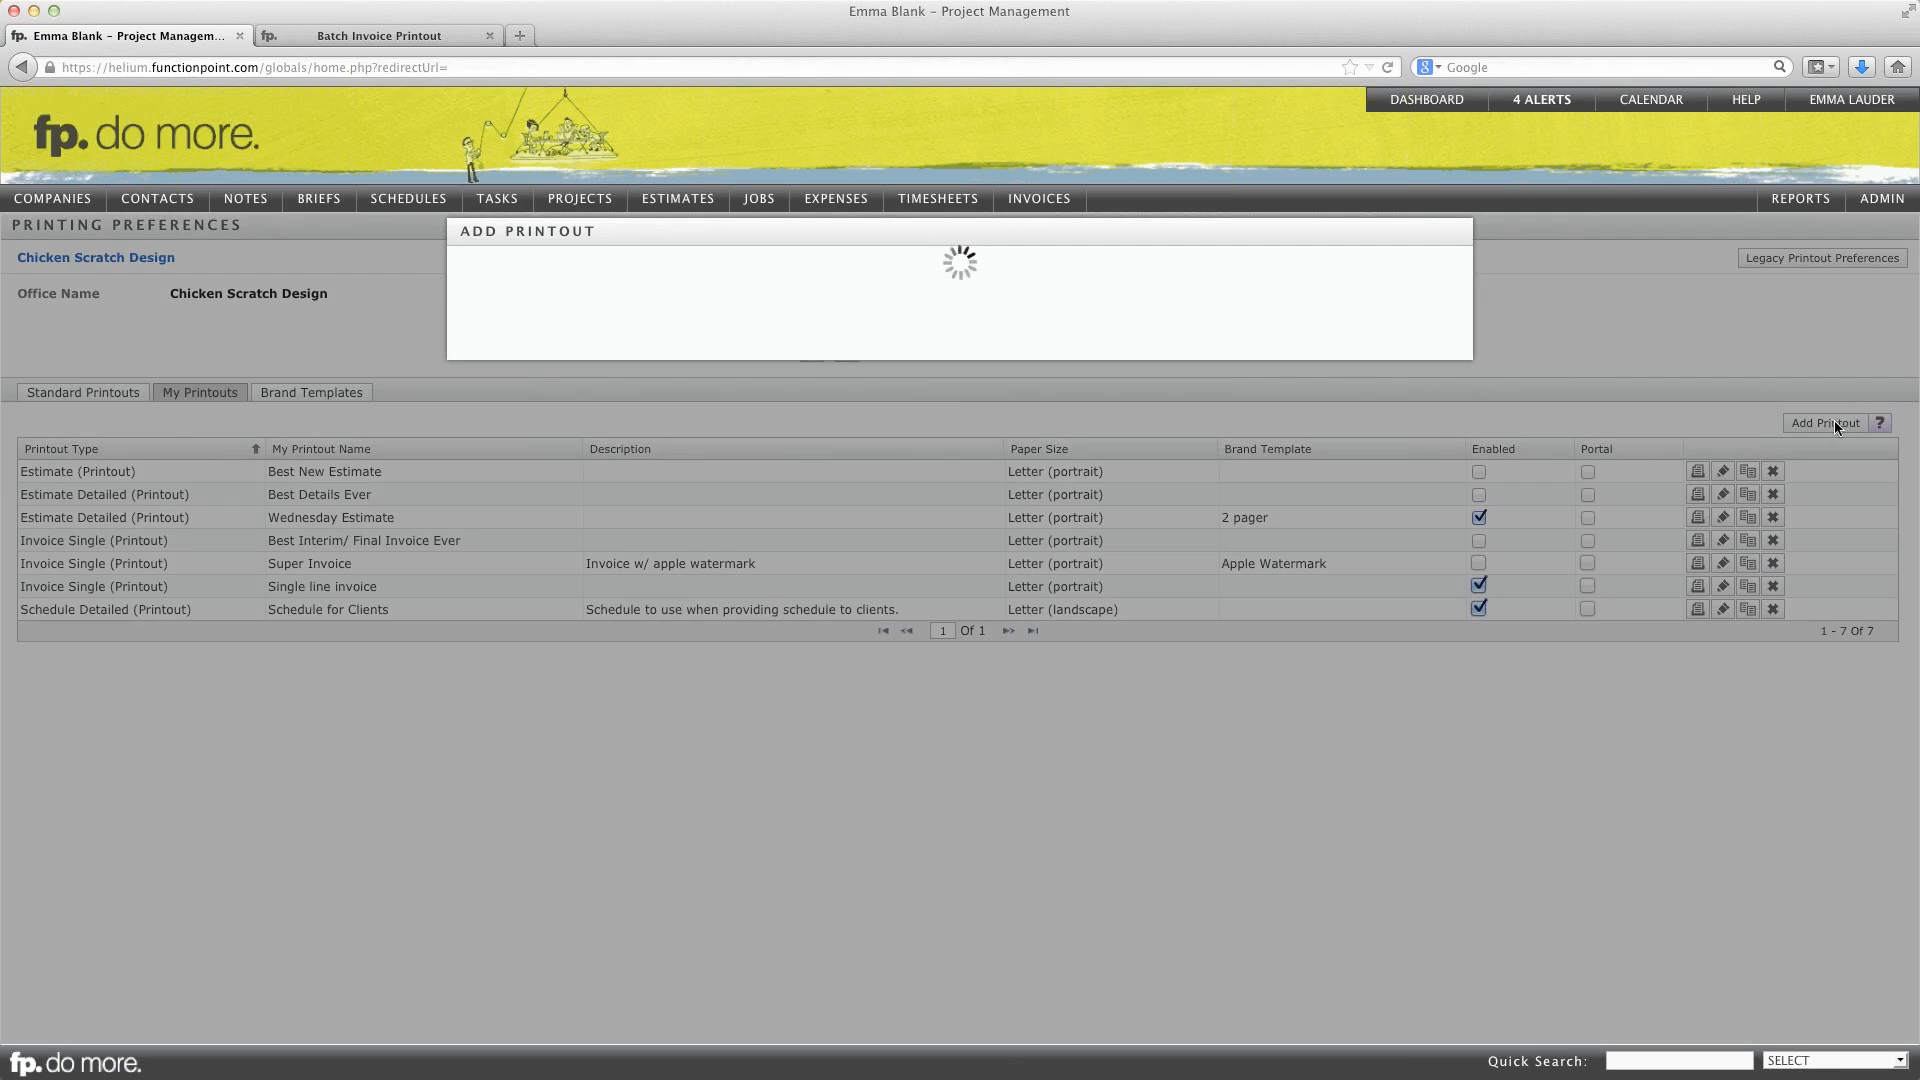 Emma Blank – Project Management
fp. Emma Blank – Project Managem... × fp. Batch Invoice Printout × +
https://helium.functionpoint.com/globals/home.php?redirectUrl= Google
DASHBOARD 4 ALERTS CALENDAR HELP EMMA LAUDER
fp. do more.
COMPANIES CONTACTS NOTES BRIEFS SCHEDULES TASKS PROJECTS ESTIMATES JOBS EXPENSES TIMESHEETS INVOICES REPORTS ADMIN
PRINTING PREFERENCES
ADD PRINTOUT
Chicken Scratch Design Legacy Printout Preferences
Office Name Chicken Scratch Design
Standard Printouts My Printouts Brand Templates
Add Printout ?
Printout Type My Printout Name Description Paper Size Brand Template Enabled Portal
Estimate (Printout) Best New Estimate Letter (portrait)
Estimate Detailed (Printout) Best Details Ever Letter (portrait)
Estimate Detailed (Printout) Wednesday Estimate Letter (portrait) 2 pager
Invoice Single (Printout) Best Interim/ Final Invoice Ever Letter (portrait)
Invoice Single (Printout) Super Invoice Invoice w/ apple watermark Letter (portrait) Apple Watermark
Invoice Single (Printout) Single line invoice Letter (portrait)
Schedule Detailed (Printout) Schedule for Clients Schedule to use when providing schedule to clients. Letter (landscape)
1 Of 1 1 - 7 Of 7
fp. do more. Quick Search: SELECT